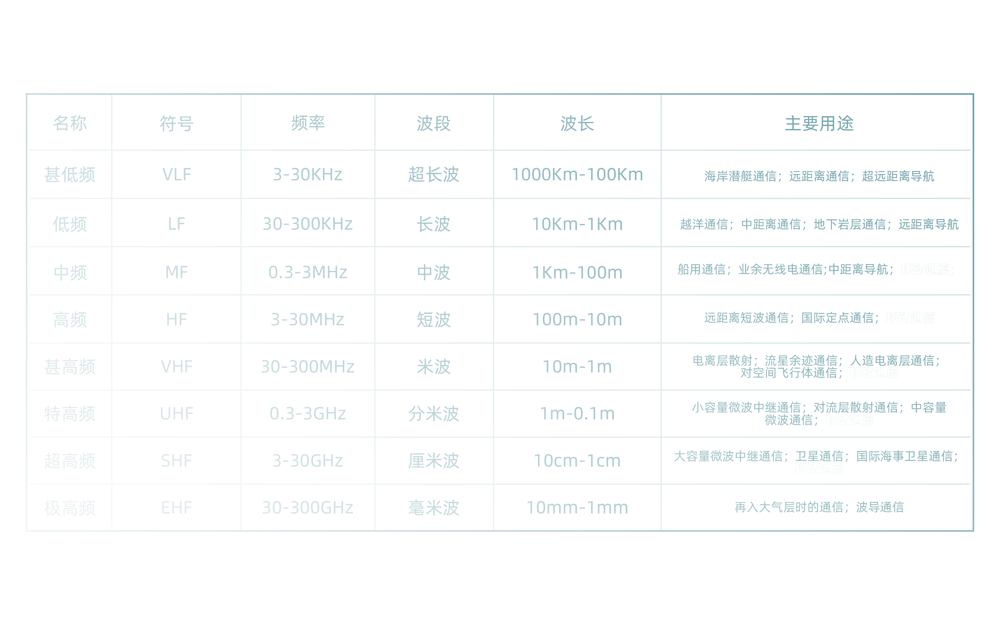 名称 符号 频率 波段 波长 主要用途
甚低频 VLF 3-30KHz 超长波 1000Km-100Km 海岸潜艇通信；远距离通信；超远距离导航
低频 LF 30-300KHz 长波 10Km-1Km 越洋通信；中距离通信；地下岩层通信；远距离导航
中频 MF 0.3-3MHz 中波 1Km-100m 船用通信；业余无线电通信;中距离导航；移动通信；
高频 HF 3-30MHz 短波 100m-10m 远距离短波通信；国际定点通信；移动通信
甚高频 VHF 30-300MHz 米波 10m-1m 电离层散射；流星余迹通信；人造电离层通信；
对空间飞行体通信；移动通信
特高频 UHF 0.3-3GHz 分米波 1m-0.1m 小容量微波中继通信；对流层散射通信；中容量
微波通信；移动通信
超高频 SHF 3-30GHz 厘米波 10cm-1cm 大容量微波中继通信；卫星通信；国际海事卫星通信；
移动通信
极高频 EHF 30-300GHz 毫米波 10mm-1mm 再入大气层时的通信；波导通信